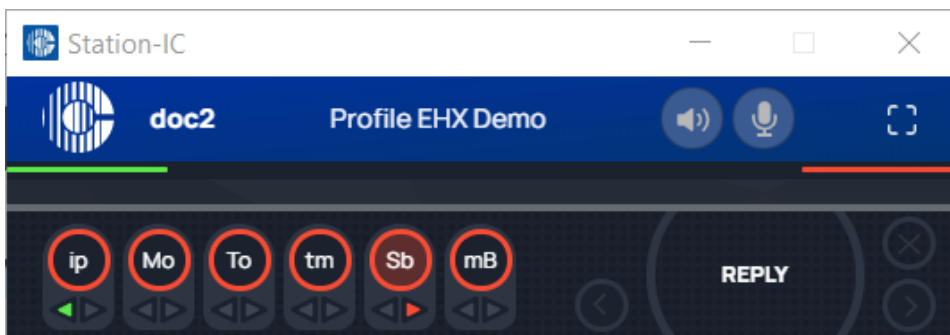 Station-IC
doc2 Profile EHX Demo
ip Mo To tm Sb mB REPLY